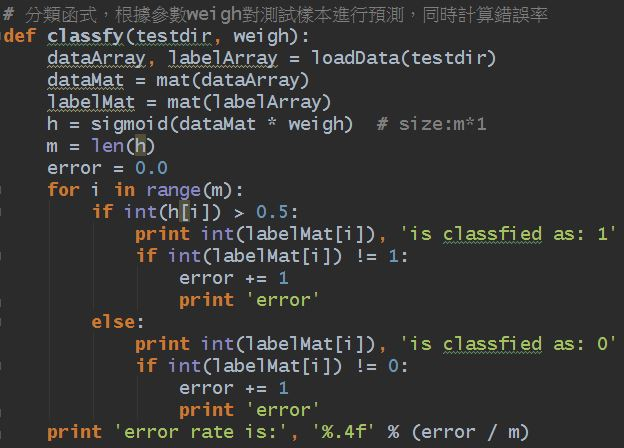 # 分類函式，根據參數weigh對測試樣本進行預測，同時計算錯誤率
def classfy(testdir, weigh):
    dataArray, labelArray = loadData(testdir)
    dataMat = mat(dataArray)
    labelMat = mat(labelArray)
    h = sigmoid(dataMat * weigh)  # size:m*1
    m = len(h)
    error = 0.0
    for i in range(m):
        if int(h[i]) > 0.5:
            print int(labelMat[i]), 'is classfied as: 1'
            if int(labelMat[i]) != 1:
                error += 1
                print 'error'
        else:
            print int(labelMat[i]), 'is classfied as: 0'
            if int(labelMat[i]) != 0:
                error += 1
                print 'error'
    print 'error rate is:', '%.4f' % (error / m)